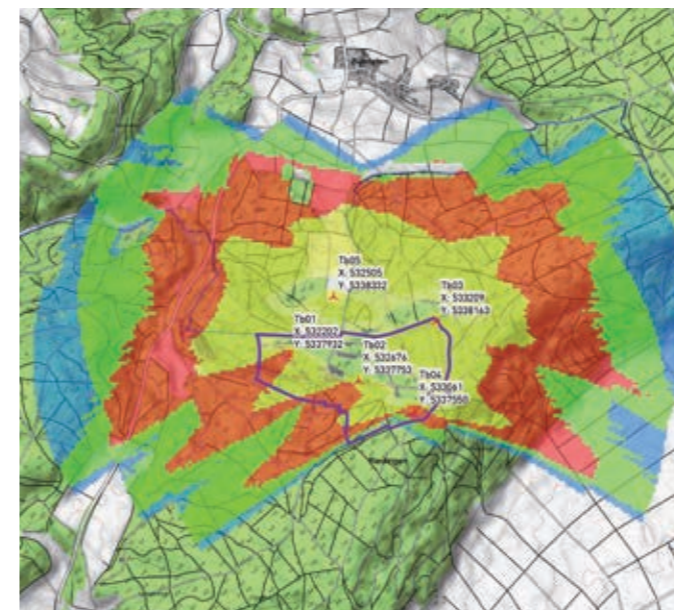 Tb05
X: 532505
Y: 5338332
Tb03
X: 533209
Y: 5338163
Tb01
X: 532202
Y: 5337932
Tb02
X: 532676
Y: 5337753
Tb04
X: 533061
Y: 5337550